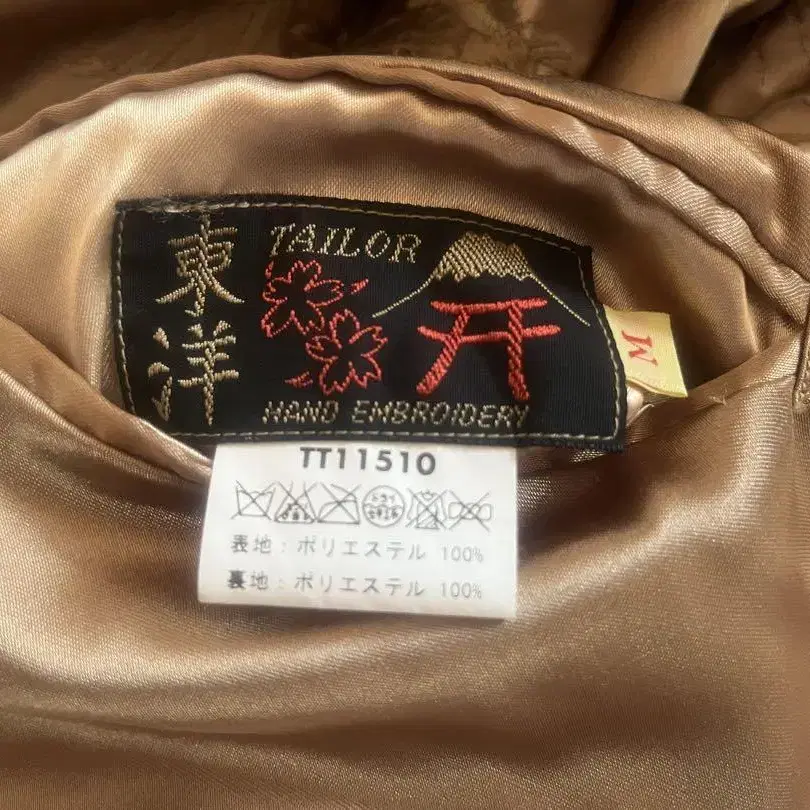 東洋
TAILOR
HAND EMBROIDERY
M
TT11510
表地：ポリエステル 100%
裏地：ポリエステル 100%